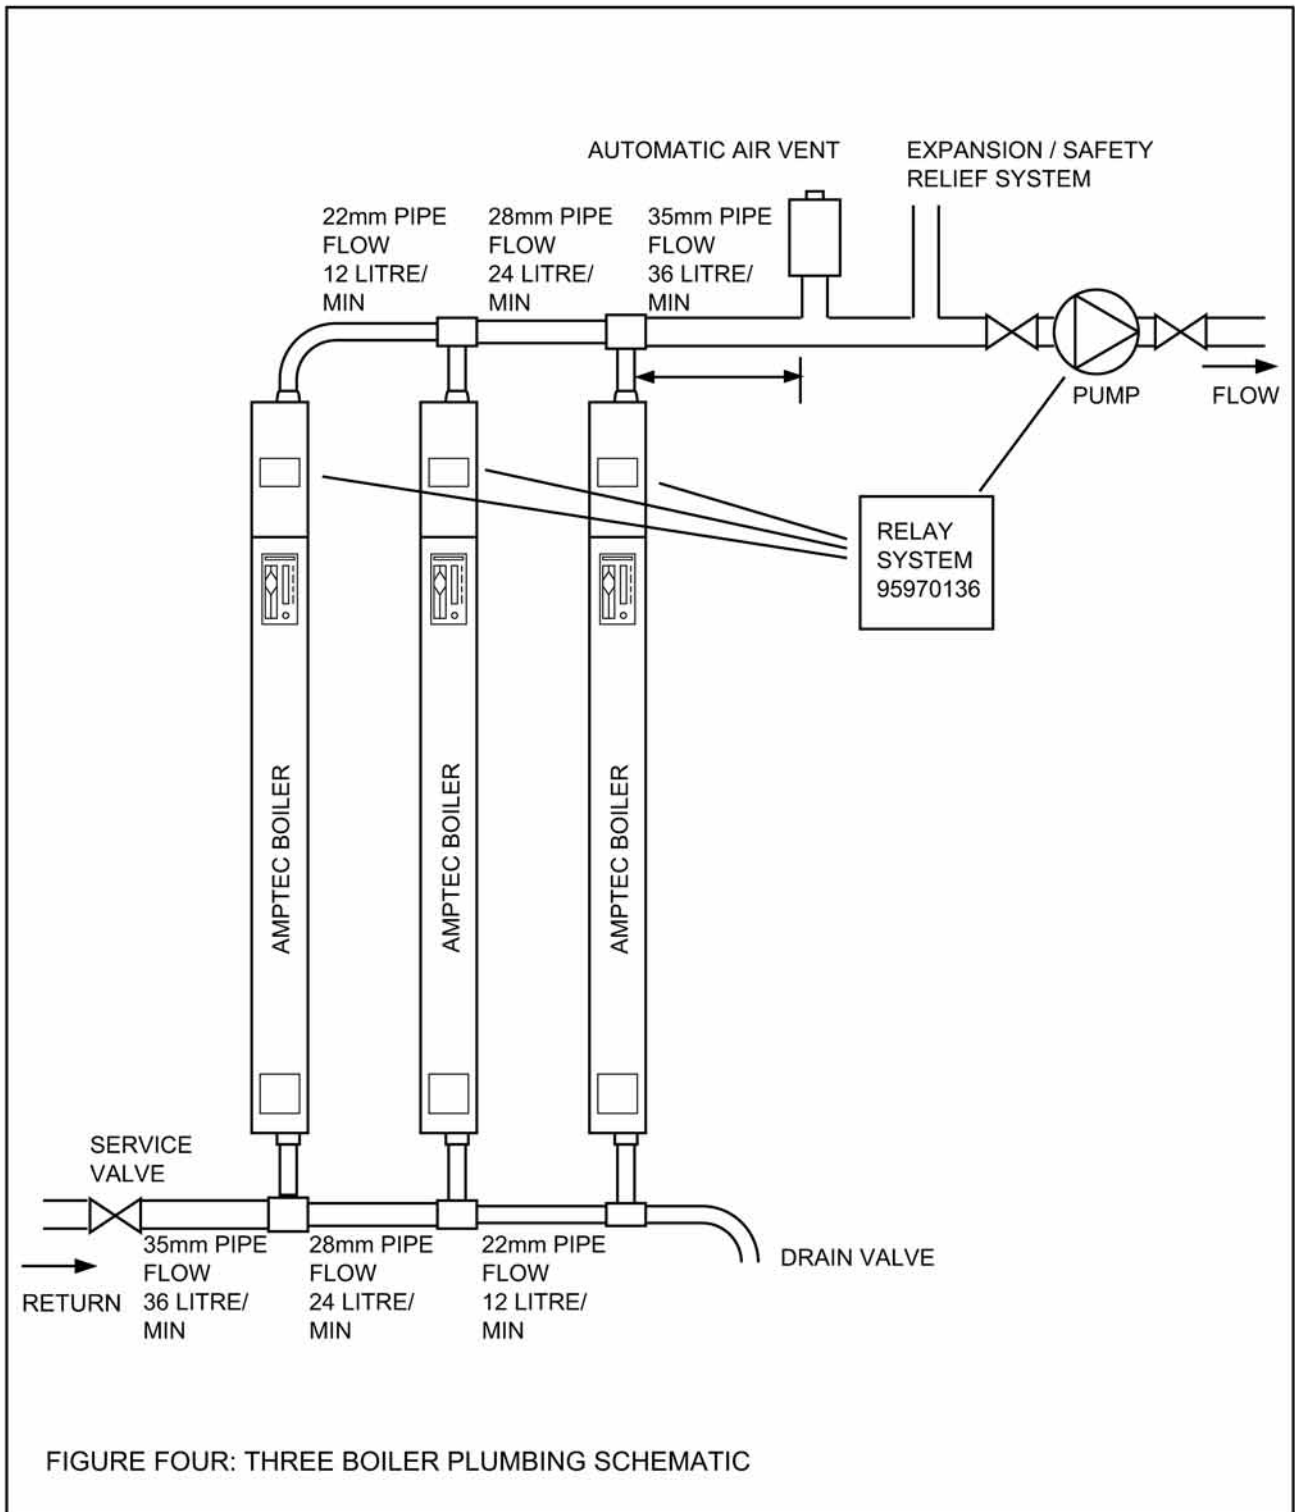 AUTOMATIC AIR VENT
EXPANSION / SAFETY
RELIEF SYSTEM
22mm PIPE
FLOW
12 LITRE/
MIN
28mm PIPE
FLOW
24 LITRE/
MIN
35mm PIPE
FLOW
36 LITRE/
MIN
PUMP
FLOW
RELAY
SYSTEM
95970136
AMPTEC BOILER
AMPTEC BOILER
AMPTEC BOILER
SERVICE
VALVE
RETURN
35mm PIPE
FLOW
36 LITRE/
MIN
28mm PIPE
FLOW
24 LITRE/
MIN
22mm PIPE
FLOW
12 LITRE/
MIN
DRAIN VALVE
FIGURE FOUR: THREE BOILER PLUMBING SCHEMATIC